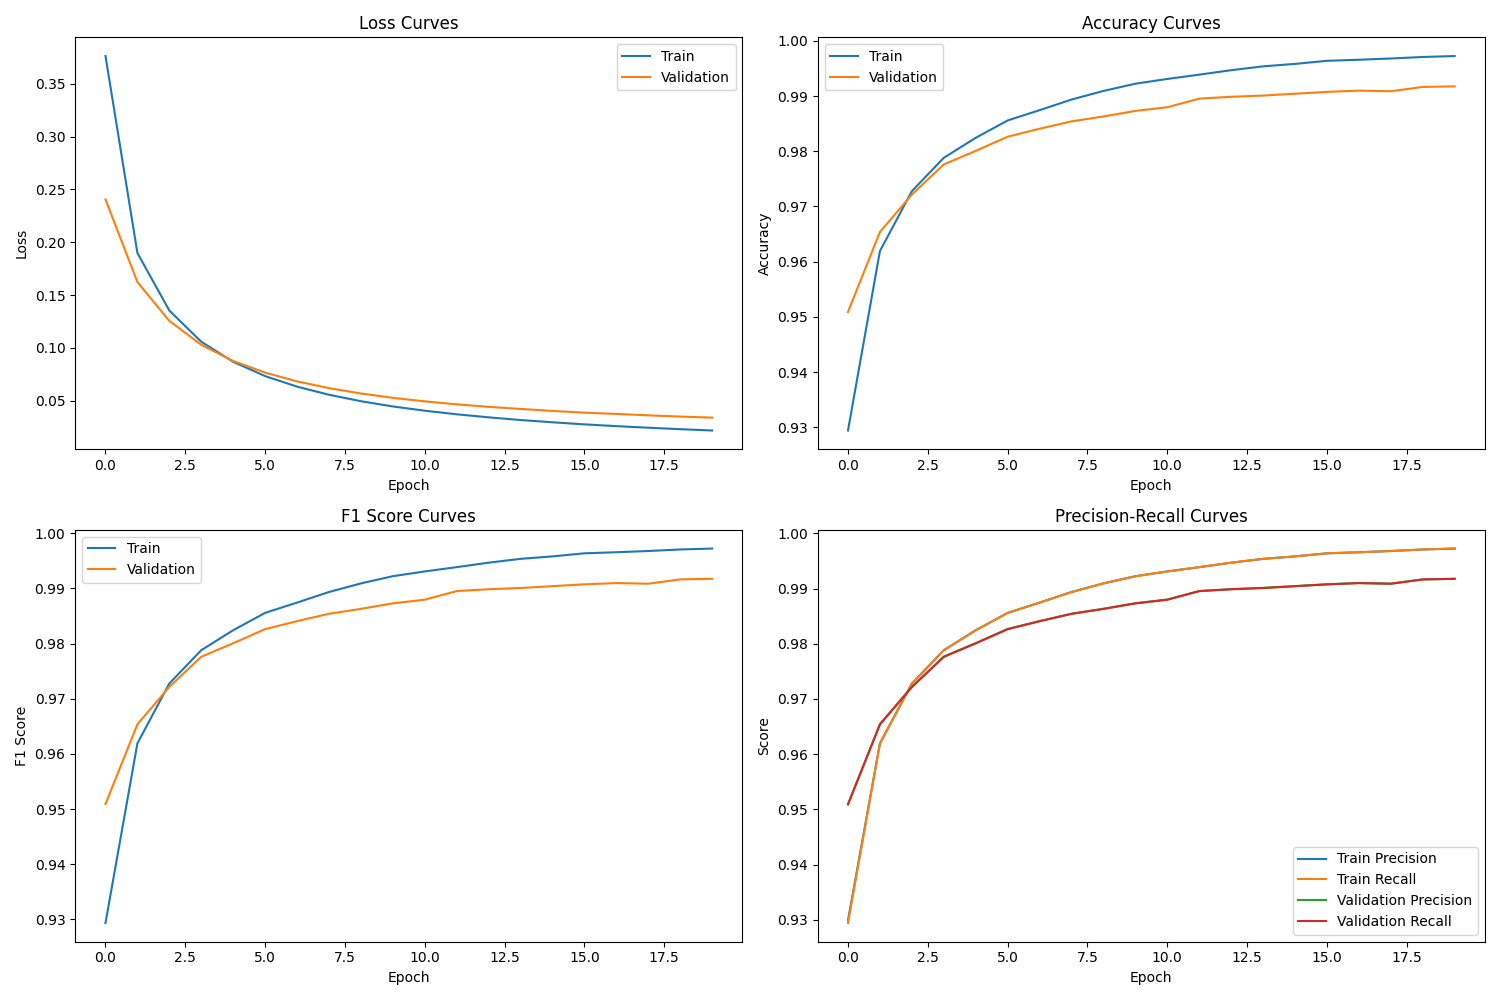 Loss Curves
Loss
0.35
0.30
0.25
0.20
0.15
0.10
0.05
Train
Validation
0.0 2.5 5.0 7.5 10.0 12.5 15.0 17.5
Epoch
Accuracy Curves
Accuracy
1.00
0.99
0.98
0.97
0.96
0.95
0.94
0.93
Train
Validation
0.0 2.5 5.0 7.5 10.0 12.5 15.0 17.5
Epoch
F1 Score Curves
F1 Score
1.00
0.99
0.98
0.97
0.96
0.95
0.94
0.93
Train
Validation
0.0 2.5 5.0 7.5 10.0 12.5 15.0 17.5
Epoch
Precision-Recall Curves
Score
1.00
0.99
0.98
0.97
0.96
0.95
0.94
0.93
Train Precision
Train Recall
Validation Precision
Validation Recall
0.0 2.5 5.0 7.5 10.0 12.5 15.0 17.5
Epoch